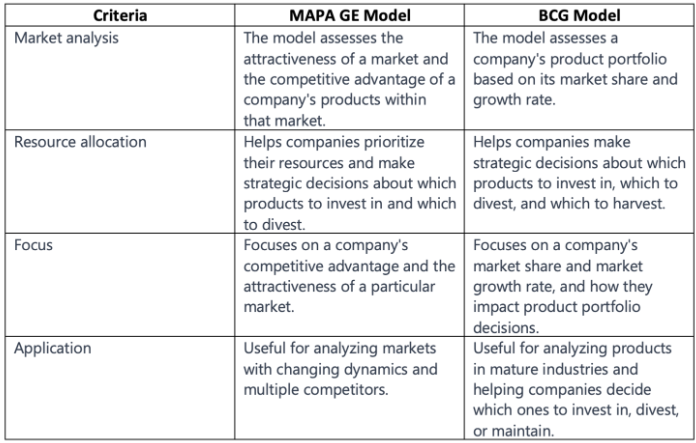 Criteria MAPA GE Model BCG Model
Market analysis
The model assesses the
attractiveness of a market and
the competitive advantage of a
company's products within
that market.
The model assesses a
company's product portfolio
based on its market share and
growth rate.
Resource allocation
Helps companies prioritize
their resources and make
strategic decisions about which
products to invest in and which
to divest.
Helps companies make
strategic decisions about which
products to invest in, which to
divest, and which to harvest.
Focus
Focuses on a company's
competitive advantage and the
attractiveness of a particular
market.
Focuses on a company's
market share and market
growth rate, and how they
impact product portfolio
decisions.
Application
Useful for analyzing markets
with changing dynamics and
multiple competitors.
Useful for analyzing products
in mature industries and
helping companies decide
which ones to invest in, divest,
or maintain.